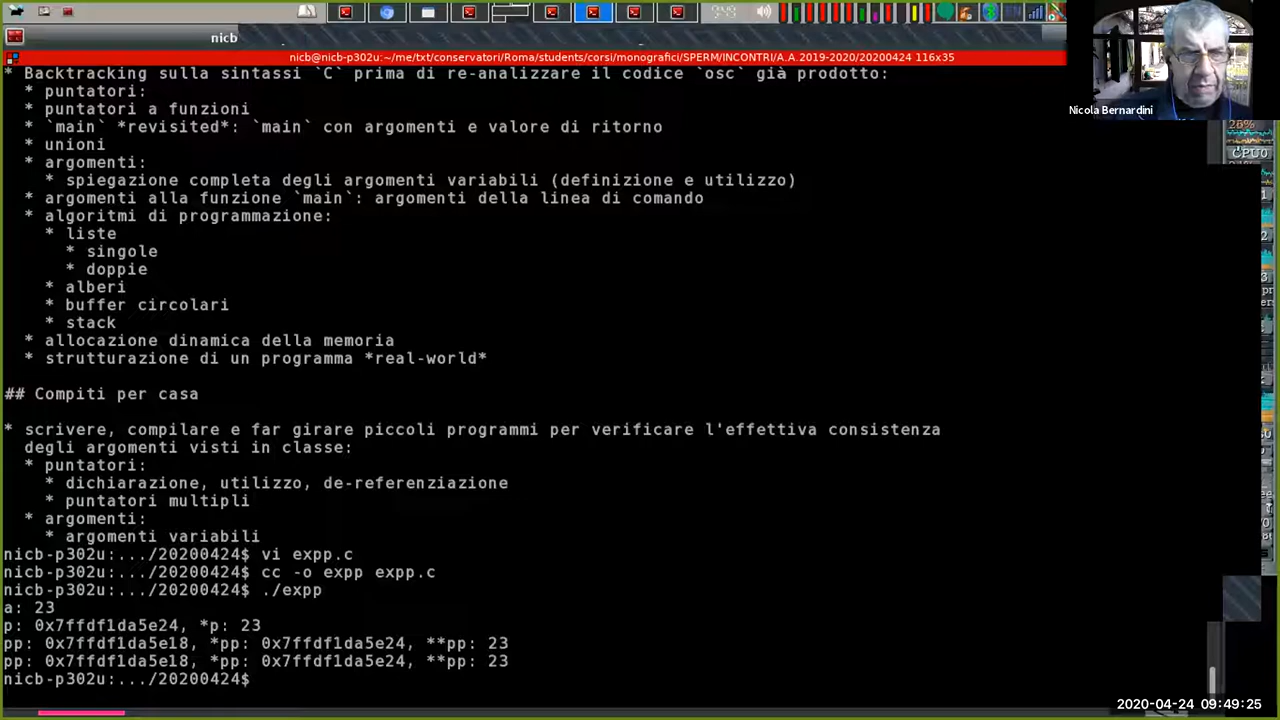 nicb
nicb@nicb-p302u:~/me/txt/conservatori/Roma/students/corsi/monografici/SPERM/INCONTRI/A.A.2019-2020/20200424 116x35
Nicola Bernardini
* Backtracking sulla sintassi `C` prima di re-analizzare il codice `osc` già prodotto:
* puntatori:
* puntatori a funzioni
* `main` *revisited*: `main` con argomenti e valore di ritorno
* unioni
* argomenti:
* spiegazione completa degli argomenti variabili (definizione e utilizzo)
* argomenti alla funzione `main`: argomenti della linea di comando
* algoritmi di programmazione:
* liste
* singole
* doppie
* alberi
* buffer circolari
* stack
* allocazione dinamica della memoria
* strutturazione di un programma *real-world*
## Compiti per casa
* scrivere, compilare e far girare piccoli programmi per verificare l'effettiva consistenza
degli argomenti visti in classe:
* puntatori:
* dichiarazione, utilizzo, de-referenziazione
* puntatori multipli
* argomenti:
* argomenti variabili
nicb-p302u:.../20200424$ vi expp.c
nicb-p302u:.../20200424$ cc -o expp expp.c
nicb-p302u:.../20200424$ ./expp
a: 23
p: 0x7ffdf1da5e24, *p: 23
pp: 0x7ffdf1da5e18, *pp: 0x7ffdf1da5e24, **pp: 23
pp: 0x7ffdf1da5e18, *pp: 0x7ffdf1da5e24, **pp: 23
nicb-p302u:.../20200424$
CPU0
2020-04-24 09:49:25